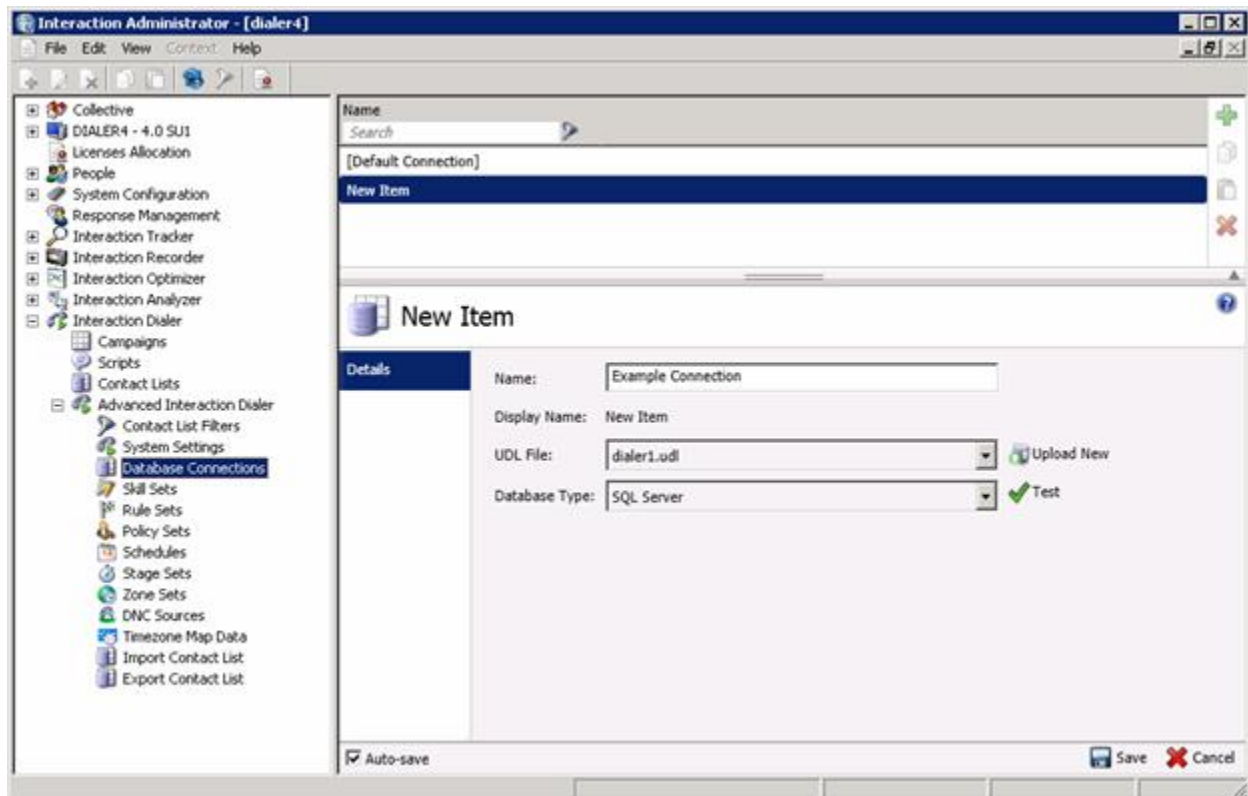 Interaction Administrator - [dialer4]
File Edit View Context Help
Collective
DIALER4 - 4.0 SU1
Licenses Allocation
People
System Configuration
Response Management
Interaction Tracker
Interaction Recorder
Interaction Optimizer
Interaction Analyzer
Interaction Dialer
Campaigns
Scripts
Contact Lists
Advanced Interaction Dialer
Contact List Filters
System Settings
Database Connections
Skill Sets
Rule Sets
Policy Sets
Schedules
Stage Sets
Zone Sets
DNC Sources
Timezone Map Data
Import Contact List
Export Contact List
Name
Search
[Default Connection]
New Item
New Item
Details
Name: Example Connection
Display Name: New Item
UDL File: dialer1.udl Upload New
Database Type: SQL Server Test
Auto-save Save Cancel